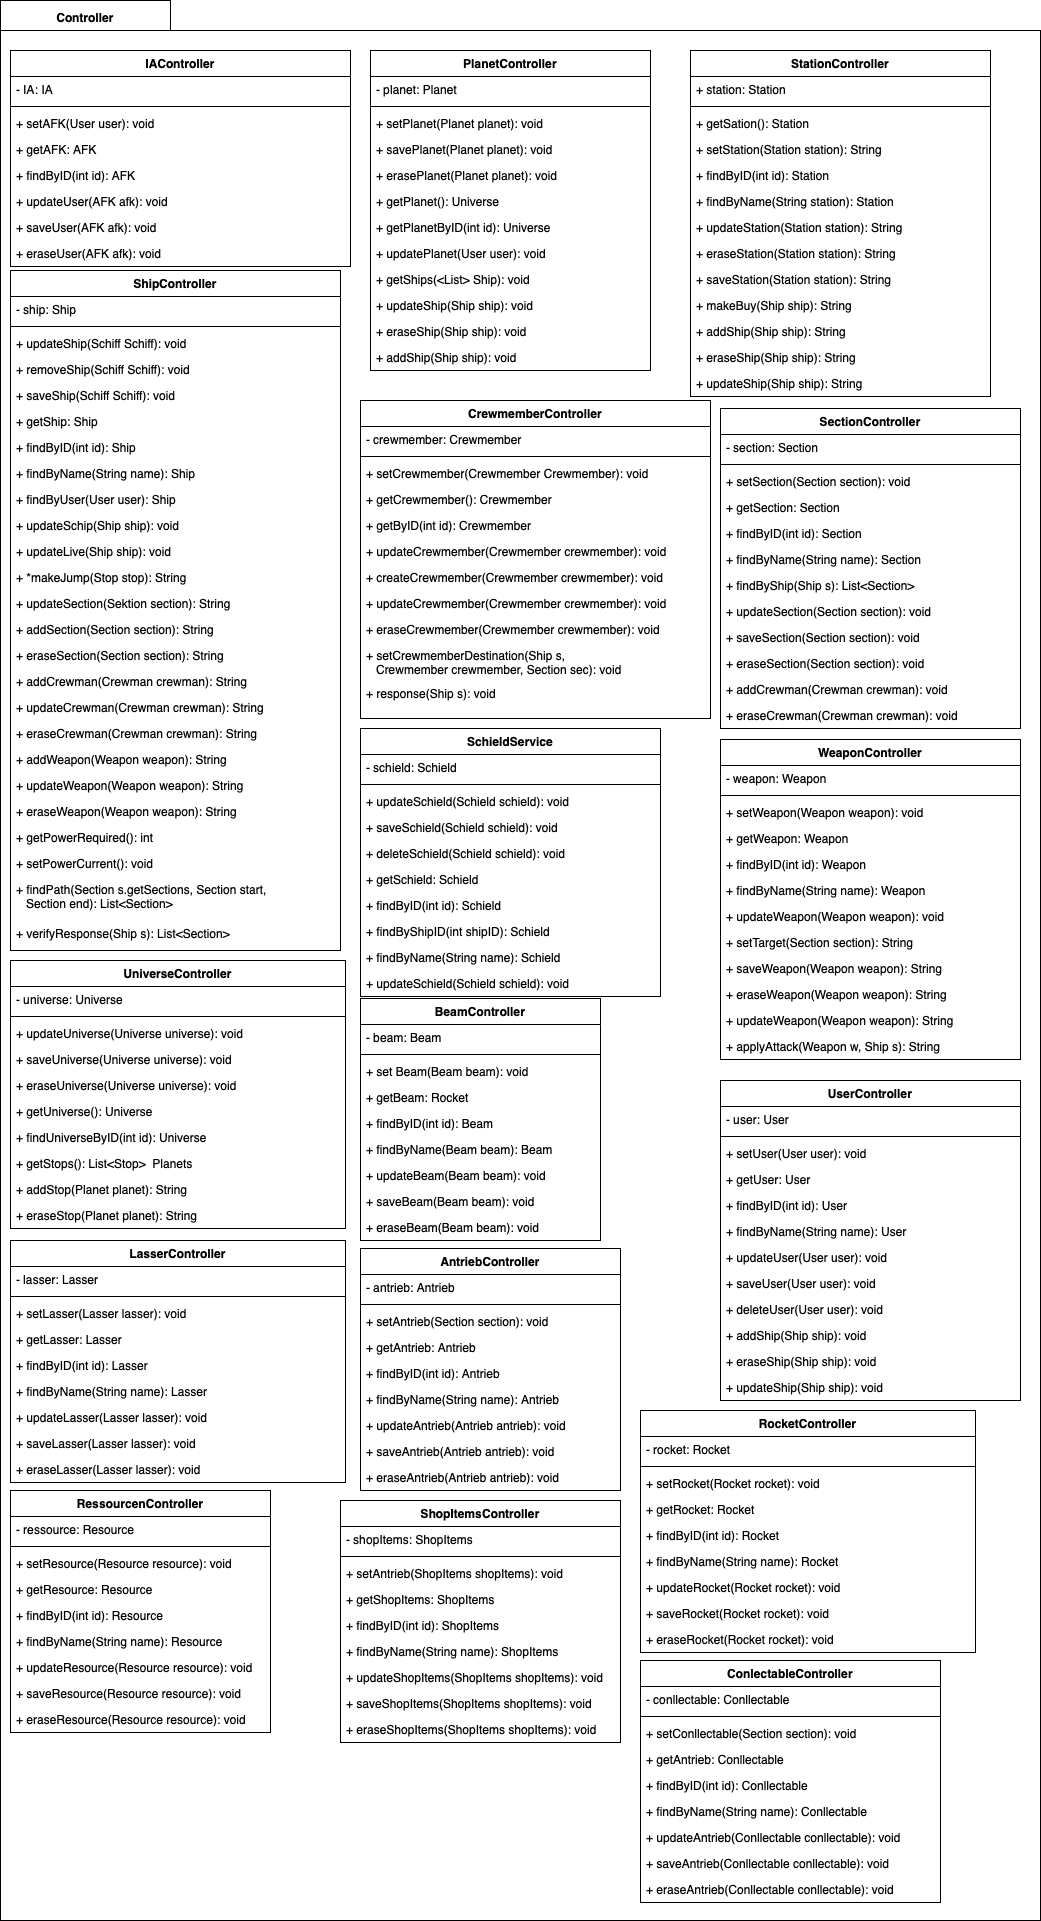 Controller
IAController
- IA: IA
+ setAFK(User user): void
+ getAFK: AFK
+ findByID(int id): AFK
+ updateUser(AFK afk): void
+ saveUser(AFK afk): void
+ eraseUser(AFK afk): void
PlanetController
- planet: Planet
+ setPlanet(Planet planet): void
+ savePlanet(Planet planet): void
+ erasePlanet(Planet planet): void
+ getPlanet(): Universe
+ getPlanetByID(int id): Universe
+ updatePlanet(User user): void
+ getShips(<List> Ship): void
+ updateShip(Ship ship): void
+ eraseShip(Ship ship): void
+ addShip(Ship ship): void
StationController
+ station: Station
+ getSation(): Station
+ setStation(Station station): String
+ findByID(int id): Station
+ findByName(String station): Station
+ updateStation(Station station): String
+ eraseStation(Station station): String
+ saveStation(Station station): String
+ makeBuy(Ship ship): String
+ addShip(Ship ship): String
+ eraseShip(Ship ship): String
+ updateShip(Ship ship): String
ShipController
- ship: Ship
+ updateShip(Schiff Schiff): void
+ removeShip(Schiff Schiff): void
+ saveShip(Schiff Schiff): void
+ getShip: Ship
+ findByID(int id): Ship
+ findByName(String name): Ship
+ findByUser(User user): Ship
+ updateSchip(Ship ship): void
+ updateLive(Ship ship): void
+ *makeJump(Stop stop): String
+ updateSection(Sektion section): String
+ addSection(Section section): String
+ eraseSection(Section section): String
+ addCrewman(Crewman crewman): String
+ updateCrewman(Crewman crewman): String
+ eraseCrewman(Crewman crewman): String
+ addWeapon(Weapon weapon): String
+ updateWeapon(Weapon weapon): String
+ eraseWeapon(Weapon weapon): String
+ getPowerRequired(): int
+ setPowerCurrent(): void
+ findPath(Section s.getSections, Section start,
Section end): List<Section>
+ verifyResponse(Ship s): List<Section>
CrewmemberController
- crewmember: Crewmember
+ setCrewmember(Crewmember Crewmember): void
+ getCrewmember(): Crewmember
+ getByID(int id): Crewmember
+ updateCrewmember(Crewmember crewmember): void
+ createCrewmember(Crewmember crewmember): void
+ updateCrewmember(Crewmember crewmember): void
+ eraseCrewmember(Crewmember crewmember): void
+ setCrewmemberDestination(Ship s,
Crewmember crewmember, Section sec): void
+ response(Ship s): void
SectionController
- section: Section
+ setSection(Section section): void
+ getSection: Section
+ findByID(int id): Section
+ findByName(String name): Section
+ findByShip(Ship s): List<Section>
+ updateSection(Section section): void
+ saveSection(Section section): void
+ eraseSection(Section section): void
+ addCrewman(Crewman crewman): void
+ eraseCrewman(Crewman crewman): void
SchieldService
- schield: Schield
+ updateSchield(Schield schield): void
+ saveSchield(Schield schield): void
+ deleteSchield(Schield schield): void
+ getSchield: Schield
+ findByID(int id): Schield
+ findByShipID(int shipID): Schield
+ findByName(String name): Schield
+ updateSchield(Schield schield): void
WeaponController
- weapon: Weapon
+ setWeapon(Weapon weapon): void
+ getWeapon: Weapon
+ findByID(int id): Weapon
+ findByName(String name): Weapon
+ updateWeapon(Weapon weapon): void
+ setTarget(Section section): String
+ saveWeapon(Weapon weapon): String
+ eraseWeapon(Weapon weapon): String
+ updateWeapon(Weapon weapon): String
+ applyAttack(Weapon w, Ship s): String
UniverseController
- universe: Universe
+ updateUniverse(Universe universe): void
+ saveUniverse(Universe universe): void
+ eraseUniverse(Universe universe): void
+ getUniverse(): Universe
+ findUniverseByID(int id): Universe
+ getStops(): List<Stop> Planets
+ addStop(Planet planet): String
+ eraseStop(Planet planet): String
BeamController
- beam: Beam
+ set Beam(Beam beam): void
+ getBeam: Rocket
+ findByID(int id): Beam
+ findByName(Beam beam): Beam
+ updateBeam(Beam beam): void
+ saveBeam(Beam beam): void
+ eraseBeam(Beam beam): void
UserController
- user: User
+ setUser(User user): void
+ getUser: User
+ findByID(int id): User
+ findByName(String name): User
+ updateUser(User user): void
+ saveUser(User user): void
+ deleteUser(User user): void
+ addShip(Ship ship): void
+ eraseShip(Ship ship): void
+ updateShip(Ship ship): void
LasserController
- lasser: Lasser
+ setLasser(Lasser lasser): void
+ getLasser: Lasser
+ findByID(int id): Lasser
+ findByName(String name): Lasser
+ updateLasser(Lasser lasser): void
+ saveLasser(Lasser lasser): void
+ eraseLasser(Lasser lasser): void
AntriebController
- antrieb: Antrieb
+ setAntrieb(Section section): void
+ getAntrieb: Antrieb
+ findByID(int id): Antrieb
+ findByName(String name): Antrieb
+ updateAntrieb(Antrieb antrieb): void
+ saveAntrieb(Antrieb antrieb): void
+ eraseAntrieb(Antrieb antrieb): void
RocketController
- rocket: Rocket
+ setRocket(Rocket rocket): void
+ getRocket: Rocket
+ findByID(int id): Rocket
+ findByName(String name): Rocket
+ updateRocket(Rocket rocket): void
+ saveRocket(Rocket rocket): void
+ eraseRocket(Rocket rocket): void
RessourcenController
- ressource: Resource
+ setResource(Resource resource): void
+ getResource: Resource
+ findByID(int id): Resource
+ findByName(String name): Resource
+ updateResource(Resource resource): void
+ saveResource(Resource resource): void
+ eraseResource(Resource resource): void
ShopItemsController
- shopItems: ShopItems
+ setAntrieb(ShopItems shopItems): void
+ getShopItems: ShopItems
+ findByID(int id): ShopItems
+ findByName(String name): ShopItems
+ updateShopItems(ShopItems shopItems): void
+ saveShopItems(ShopItems shopItems): void
+ eraseShopItems(ShopItems shopItems): void
ConlectableController
- conllectable: Conllectable
+ setConllectable(Section section): void
+ getAntrieb: Conllectable
+ findByID(int id): Conllectable
+ findByName(String name): Conllectable
+ updateAntrieb(Conllectable conllectable): void
+ saveAntrieb(Conllectable conllectable): void
+ eraseAntrieb(Conllectable conllectable): void